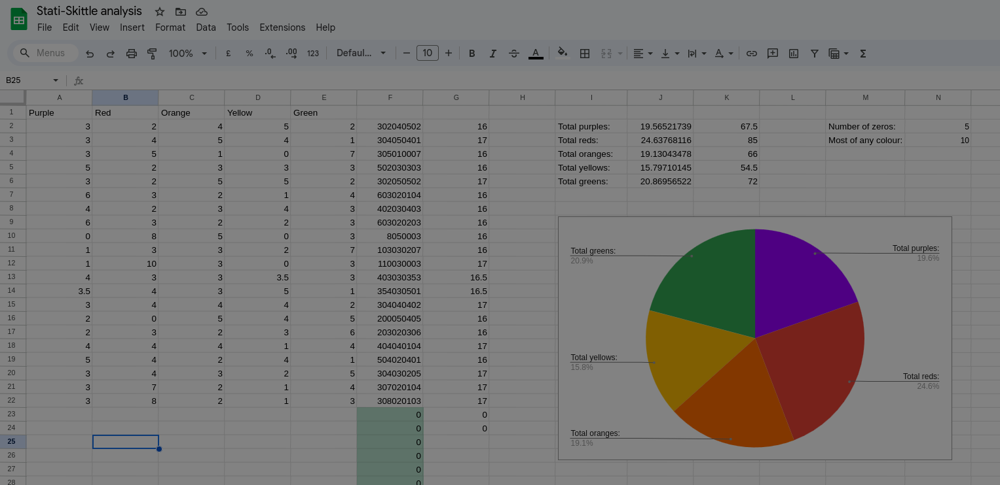 Stati-Skittle analysis
File Edit View Insert Format Data Tools Extensions Help
Menus 100% £ % .0 .00 123 Defaul... 10 B I S A A Σ
B25 fx
A B C D E F G H I J K L M N
1 Purple Red Orange Yellow Green
2 3 2 4 5 2 302040502 16 Total purples: 19.56521739 67.5 Number of zeros: 5
3 3 4 5 4 1 304050401 17 Total reds: 24.63768116 85 Most of any colour: 10
4 3 5 1 0 7 305010007 16 Total oranges: 19.13043478 66
5 5 2 3 3 3 502030303 16 Total yellows: 15.79710145 54.5
6 3 2 5 5 2 302050502 17 Total greens: 20.86956522 72
7 6 3 2 1 4 603020104 16
8 4 2 3 4 3 402030403 16
9 6 3 2 2 3 603020203 16
10 0 8 5 0 3 8050003 16
11 1 3 3 2 7 103030207 16
12 1 10 3 0 3 110030003 17
13 4 3 3 3.5 3 403030353 16.5
14 3.5 4 3 5 1 354030501 16.5
15 3 4 4 4 2 304040402 17
16 2 0 5 4 5 200050405 16
17 2 3 2 3 6 203020306 16
18 4 4 4 1 4 404040104 17
19 5 4 2 4 1 504020401 16
20 3 4 3 2 5 304030205 17
21 3 7 2 1 4 307020104 17
22 3 8 2 1 3 308020103 17
23 0 0
24 0 0
25 0
26 0
27 0
28 0
Total greens:
20.9%
Total purples:
19.6%
Total yellows:
15.8%
Total reds:
24.6%
Total oranges:
19.1%